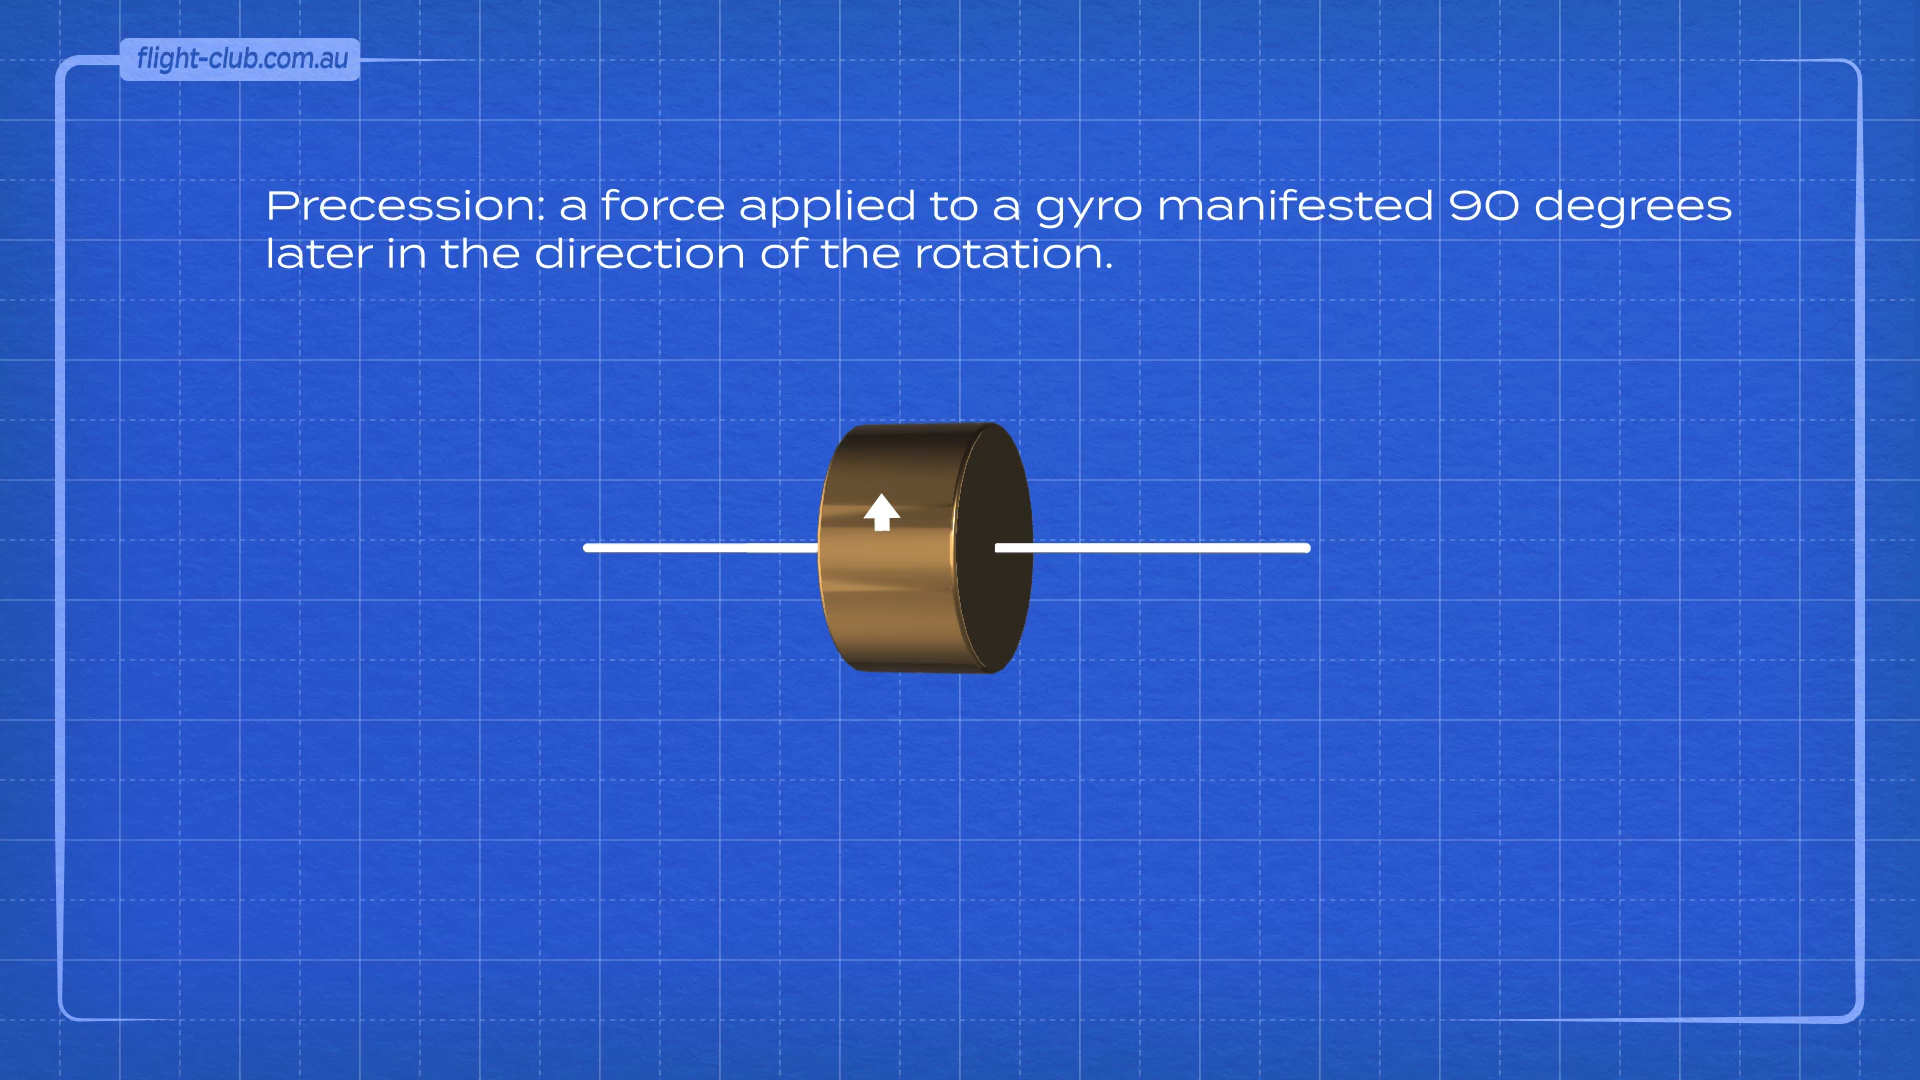 flight-club.com.au
Precession: a force applied to a gyro manifested 90 degrees
later in the direction of the rotation.